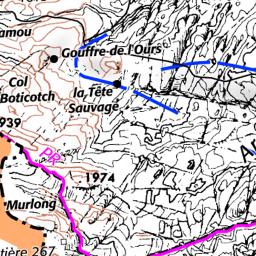 amou
Gouffre-de-l'Ours
Col
Boticotch
la Tête
Sauvage
939
PR
1974
Murlong
tière 267